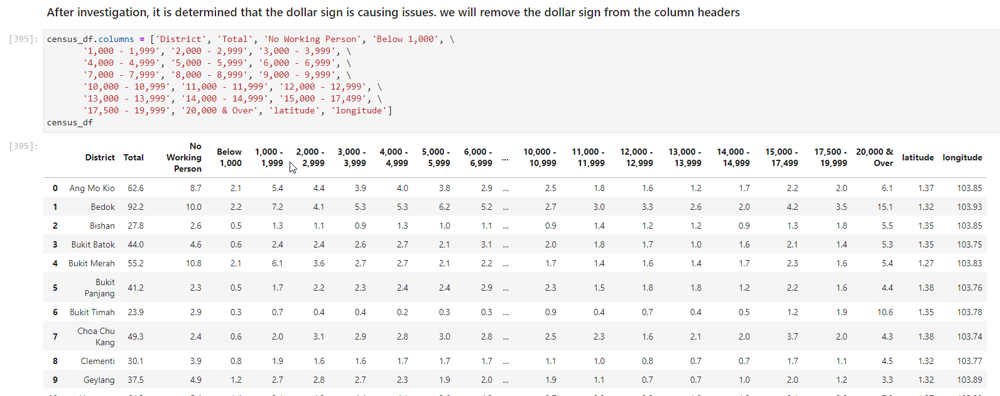 After investigation, it is determined that the dollar sign is causing issues. we will remove the dollar sign from the column headers
[395]: census_df.columns = ['District', 'Total', 'No Working Person', 'Below 1,000', \
'1,000 - 1,999', '2,000 - 2,999', '3,000 - 3,999', \
'4,000 - 4,999', '5,000 - 5,999', '6,000 - 6,999', \
'7,000 - 7,999', '8,000 - 8,999', '9,000 - 9,999', \
'10,000 - 10,999', '11,000 - 11,999', '12,000 - 12,999', \
'13,000 - 13,999', '14,000 - 14,999', '15,000 - 17,499', \
'17,500 - 19,999', '20,000 & Over', 'latitude', 'longitude']
census_df
[395]:
District Total No Working Person Below 1,000 1,000 - 1,999 2,000 - 2,999 3,000 - 3,999 4,000 - 4,999 5,000 - 5,999 6,000 - 6,999 ... 10,000 - 10,999 11,000 - 11,999 12,000 - 12,999 13,000 - 13,999 14,000 - 14,999 15,000 - 17,499 17,500 - 19,999 20,000 & Over latitude longitude
0 Ang Mo Kio 62.6 8.7 2.1 5.4 4.4 3.9 4.0 3.8 2.9 ... 2.5 1.8 1.6 1.2 1.7 2.2 2.0 6.1 1.37 103.85
1 Bedok 92.2 10.0 2.2 7.2 4.1 5.3 5.3 6.2 5.2 ... 2.7 3.0 3.3 2.6 2.0 4.2 3.5 15.1 1.32 103.93
2 Bishan 27.8 2.6 0.5 1.3 1.1 0.9 1.3 1.0 1.1 ... 0.9 1.4 1.2 1.2 0.9 1.3 1.8 5.5 1.35 103.85
3 Bukit Batok 44.0 4.6 0.6 2.4 2.4 2.6 2.7 2.1 3.1 ... 2.0 1.8 1.7 1.0 1.6 2.1 1.4 5.3 1.35 103.75
4 Bukit Merah 55.2 10.8 2.1 6.1 3.6 2.7 2.7 2.1 2.2 ... 1.7 1.4 1.6 1.4 1.7 2.3 1.6 5.4 1.27 103.83
5 Bukit Panjang 41.2 2.3 0.5 1.7 2.2 2.3 2.4 2.4 2.9 ... 2.3 1.5 1.8 1.8 1.2 2.2 1.6 4.4 1.38 103.76
6 Bukit Timah 23.9 2.9 0.3 0.7 0.4 0.4 0.2 0.3 0.3 ... 0.9 0.4 0.7 0.4 0.5 1.2 1.9 10.6 1.35 103.78
7 Choa Chu Kang 49.3 2.4 0.6 2.0 3.1 2.9 2.8 3.0 2.8 ... 2.5 2.3 1.6 2.1 2.0 3.7 2.0 4.3 1.38 103.74
8 Clementi 30.1 3.9 0.8 1.9 1.6 1.6 1.7 1.7 1.7 ... 1.1 1.0 0.8 0.7 0.7 1.7 1.1 4.5 1.32 103.77
9 Geylang 37.5 4.9 1.2 2.7 2.8 2.7 2.3 1.9 2.0 ... 1.9 1.1 0.7 0.7 1.0 2.0 1.2 3.3 1.32 103.89